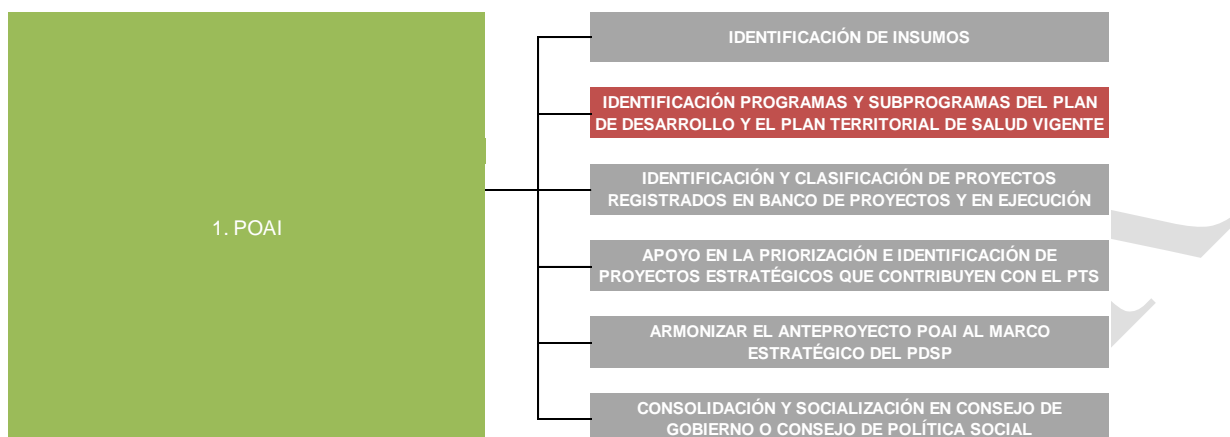 1. POAI
IDENTIFICACIÓN DE INSUMOS
IDENTIFICACIÓN PROGRAMAS Y SUBPROGRAMAS DEL PLAN
DE DESARROLLO Y EL PLAN TERRITORIAL DE SALUD VIGENTE
IDENTIFICACIÓN Y CLASIFICACIÓN DE PROYECTOS
REGISTRADOS EN BANCO DE PROYECTOS Y EN EJECUCIÓN
APOYO EN LA PRIORIZACIÓN E IDENTIFICACIÓN DE
PROYECTOS ESTRATÉGICOS QUE CONTRIBUYEN CON EL PTS
ARMONIZAR EL ANTEPROYECTO POAI AL MARCO
ESTRATÉGICO DEL PDSP
CONSOLIDACIÓN Y SOCIALIZACIÓN EN CONSEJO DE
GOBIERNO O CONSEJO DE POLÍTICA SOCIAL